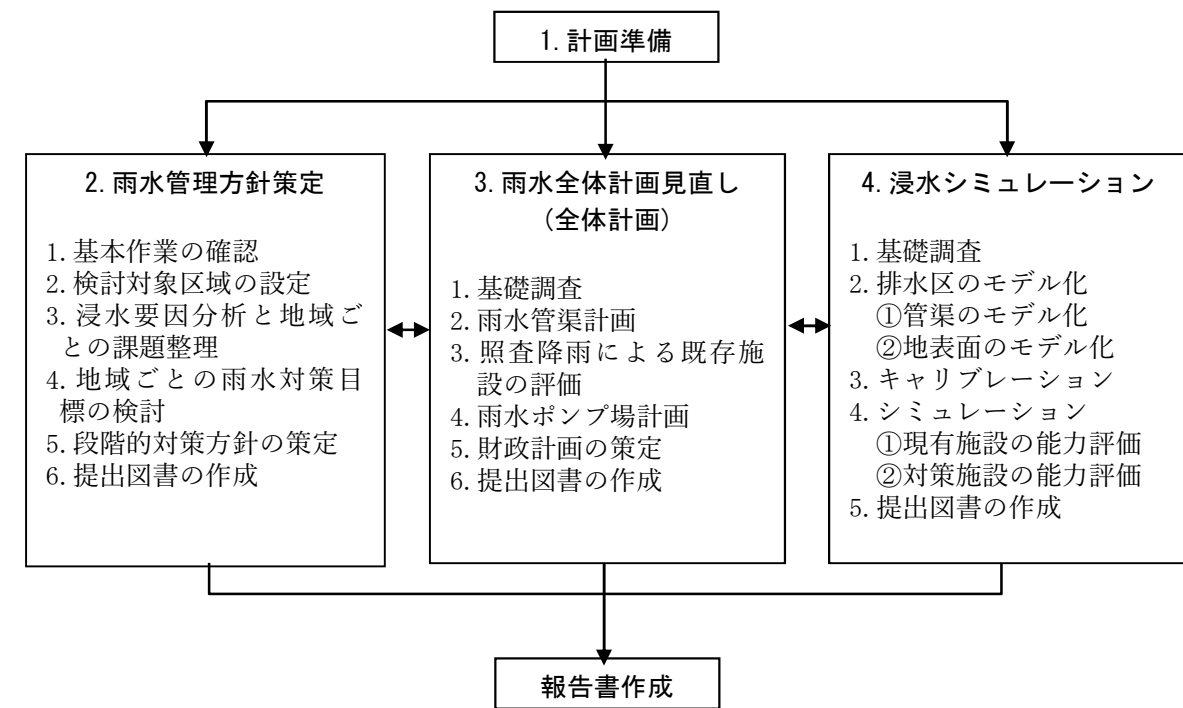 1. 計画準備
2. 雨水管理方針策定
1. 基本作業の確認
2. 検討対象区域の設定
3. 浸水要因分析と地域ご
との課題整理
4. 地域ごとの雨水対策目
標の検討
5. 段階的対策方針の策定
6. 提出図書の作成
3. 雨水全体計画見直し
(全体計画)
1. 基礎調査
2. 雨水管渠計画
3. 照査降雨による既存施
設の評価
4. 雨水ポンプ場計画
5. 財政計画の策定
6. 提出図書の作成
4. 浸水シミュレーション
1. 基礎調査
2. 排水区のモデル化
①管渠のモデル化
②地表面のモデル化
3. キャリブレーション
4. シミュレーション
①現有施設の能力評価
②対策施設の能力評価
5. 提出図書の作成
報告書作成